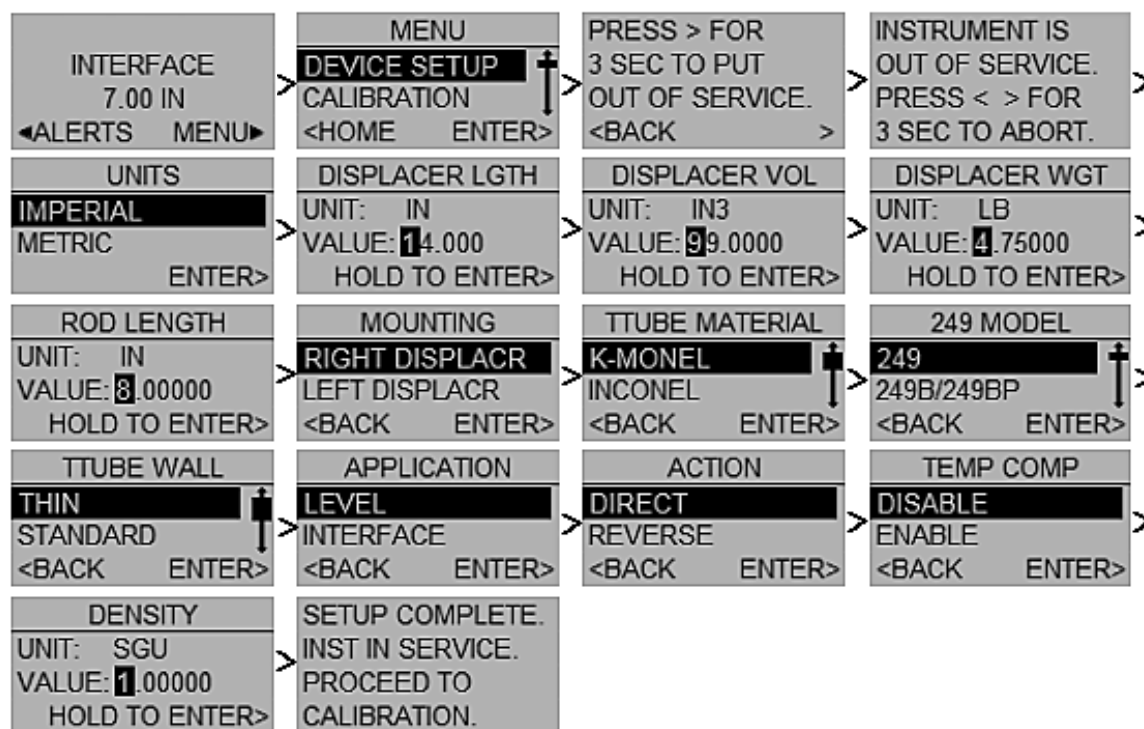 INTERFACE
7.00 IN
◄ALERTS MENU►
>
MENU
DEVICE SETUP
CALIBRATION
<HOME ENTER>
>
PRESS > FOR
3 SEC TO PUT
OUT OF SERVICE.
<BACK >
>
INSTRUMENT IS
OUT OF SERVICE.
PRESS < > FOR
3 SEC TO ABORT.
>
UNITS
IMPERIAL
METRIC
ENTER>
>
DISPLACER LGTH
UNIT: IN
VALUE: 14.000
HOLD TO ENTER>
>
DISPLACER VOL
UNIT: IN3
VALUE: 99.0000
HOLD TO ENTER>
>
DISPLACER WGT
UNIT: LB
VALUE: 4.75000
HOLD TO ENTER>
>
ROD LENGTH
UNIT: IN
VALUE: 8.00000
HOLD TO ENTER>
>
MOUNTING
RIGHT DISPLACR
LEFT DISPLACR
<BACK ENTER>
>
TTUBE MATERIAL
K-MONEL
INCONEL
<BACK ENTER>
>
249 MODEL
249
249B/249BP
<BACK ENTER>
>
TTUBE WALL
THIN
STANDARD
<BACK ENTER>
>
APPLICATION
LEVEL
INTERFACE
<BACK ENTER>
>
ACTION
DIRECT
REVERSE
<BACK ENTER>
>
TEMP COMP
DISABLE
ENABLE
<BACK ENTER>
>
DENSITY
UNIT: SGU
VALUE: 1.00000
HOLD TO ENTER>
>
SETUP COMPLETE.
INST IN SERVICE.
PROCEED TO
CALIBRATION.